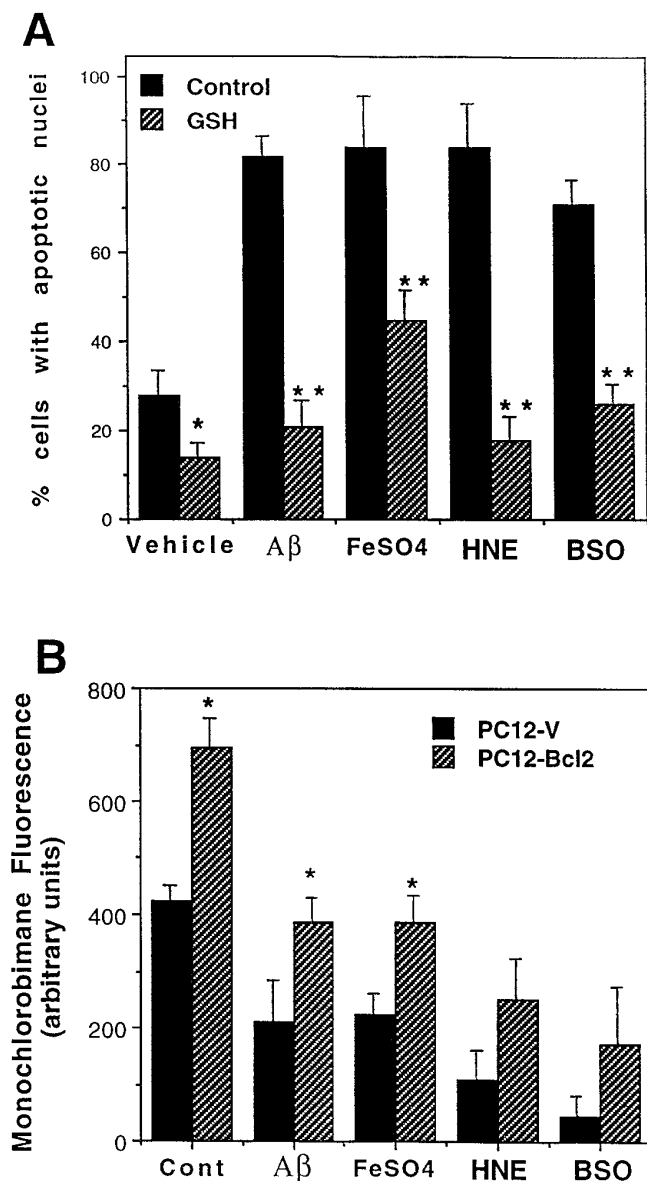 A
% cells with apoptotic nuclei
100
80
60
40
20
0
Control
GSH
*
* *
* *
* *
* *
Vehicle Aβ FeSO4 HNE BSO
B
Monochlorobimane Fluorescence
(arbitrary units)
800
600
400
200
0
PC12-V
PC12-Bcl2
*
*
*
Cont Aβ FeSO4 HNE BSO